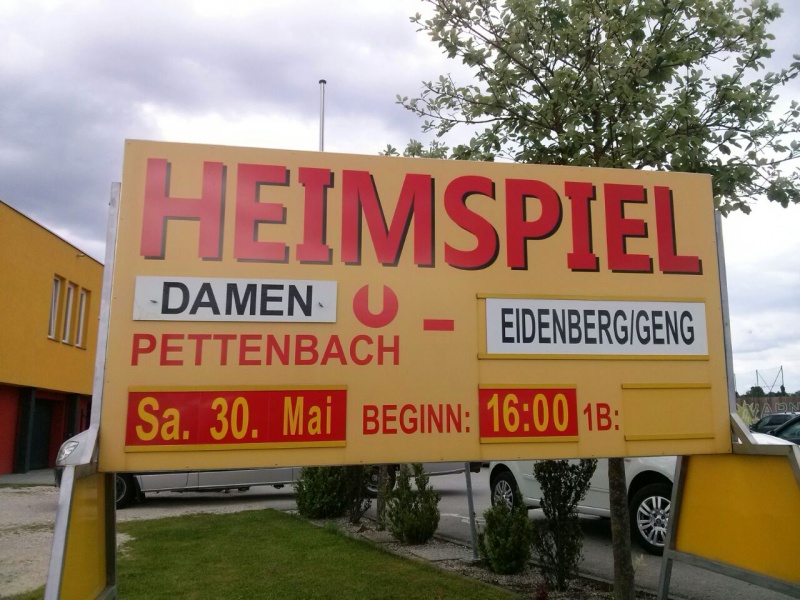 HEIMSPIEL
DAMEN
PETTENBACH
-
EIDENBERG/GENG
Sa. 30. Mai BEGINN: 16:00 1B: